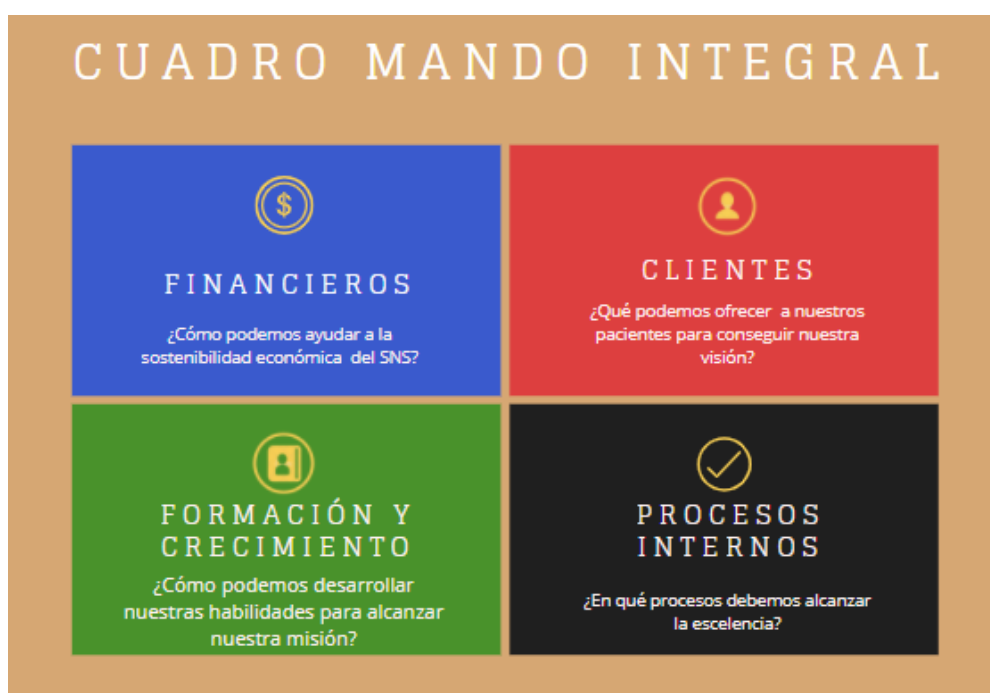 CUADRO MANDO INTEGRAL
$
FINANCIEROS
¿Cómo podemos ayudar a la
sostenibilidad económica del SNS?
CLIENTES
¿Qué podemos ofrecer a nuestros
pacientes para conseguir nuestra
visión?
FORMACIÓN Y
CRECIMIENTO
¿Cómo podemos desarrollar
nuestras habilidades para alcanzar
nuestra misión?
PROCESOS
INTERNOS
¿En qué procesos debemos alcanzar
la escelencia?